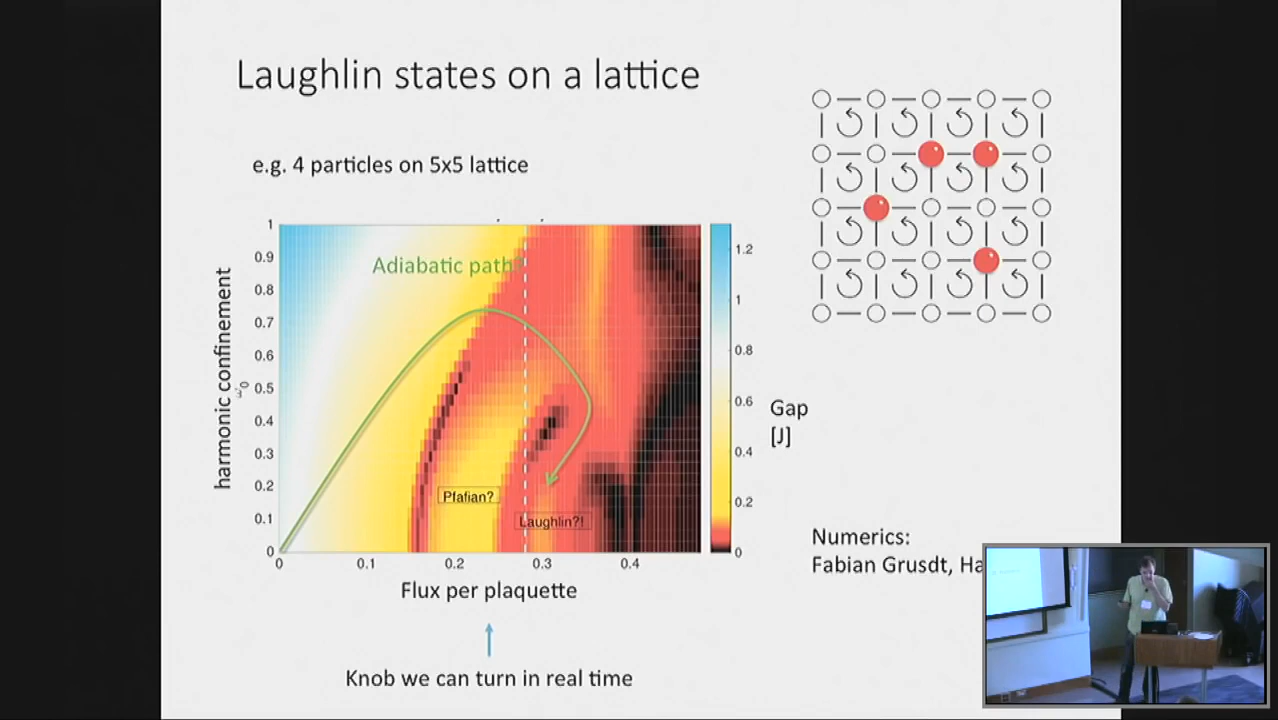 Laughlin states on a lattice
e.g. 4 particles on 5x5 lattice
Adiabatic path?
harmonic confinement
ω₀
1
0.9
0.8
0.7
0.6
0.5
0.4
0.3
0.2
0.1
0
Pfafian?
Laughlin?!
0
0.1
0.2
0.3
0.4
Flux per plaquette
Knob we can turn in real time
1.2
1
0.8
0.6
0.4
0.2
0
Gap
[J]
Numerics:
Fabian Grusdt,